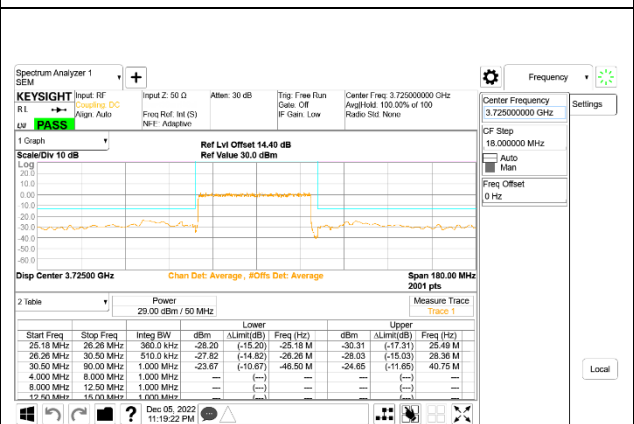 Spectrum Analyzer 1
SEM
Frequency
KEYSIGHT Input: RF Input Z: 50 Ω Atten: 30 dB Trig: Free Run Center Freq: 3.725000000 GHz
Coupling: DC Gate: Off Avg|Hold: 100.00% of 100
RL Align: Auto Freq Ref: Int (S) IF Gain: Low Radio Std: None
PASS NFE: Adaptive
Center Frequency
3.725000000 GHz
Settings
CF Step
18.000000 MHz
Auto
Man
Freq Offset
0 Hz
1 Graph
Ref Lvl Offset 14.40 dB
Scale/Div 10 dB Ref Value 30.0 dBm
Log
20.0
10.0
0.00
10.0
-20.0
-30.0
-40.0
-50.0
-60.0
Disp Center 3.72500 GHz Chan Det: Average , #Offs Det: Average Span 180.00 MHz
2001 pts
2 Table Power Measure Trace
29.00 dBm / 50 MHz Trace 1
Lower Upper
Start Freq Stop Freq Integ BW dBm ΔLimit(dB) Freq (Hz) dBm ΔLimit(dB) Freq (Hz)
25.18 MHz 26.26 MHz 360.0 kHz -28.20 (-15.20) -25.18 M -30.31 (-17.31) 25.49 M
26.26 MHz 30.50 MHz 510.0 kHz -27.82 (-14.82) -26.26 M -28.03 (-15.03) 28.36 M
30.50 MHz 90.00 MHz 1.000 MHz -23.67 (-10.67) -46.50 M -24.65 (-11.65) 40.75 M
4.000 MHz 8.000 MHz 1.000 MHz --- (---) --- --- (---) ---
8.000 MHz 12.50 MHz 1.000 MHz --- (---) --- --- (---) ---
12.50 MHz 15.00 MHz 1.000 MHz --- (---) --- --- (---) ---
Local
Dec 05, 2022
11:19:22 PM